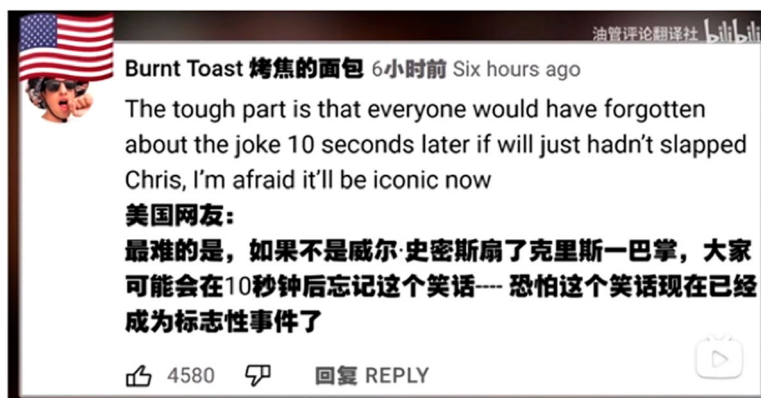 油管评论翻译社 bilibili
Burnt Toast 烤焦的面包 6小时前 Six hours ago
The tough part is that everyone would have forgotten
about the joke 10 seconds later if will just hadn't slapped
Chris, I'm afraid it'll be iconic now
美国网友：
最难的是，如果不是威尔·史密斯扇了克里斯一巴掌，大家
可能会在10秒钟后忘记这个笑话---- 恐怕这个笑话现在已经
成为标志性事件了
4580 回复 REPLY